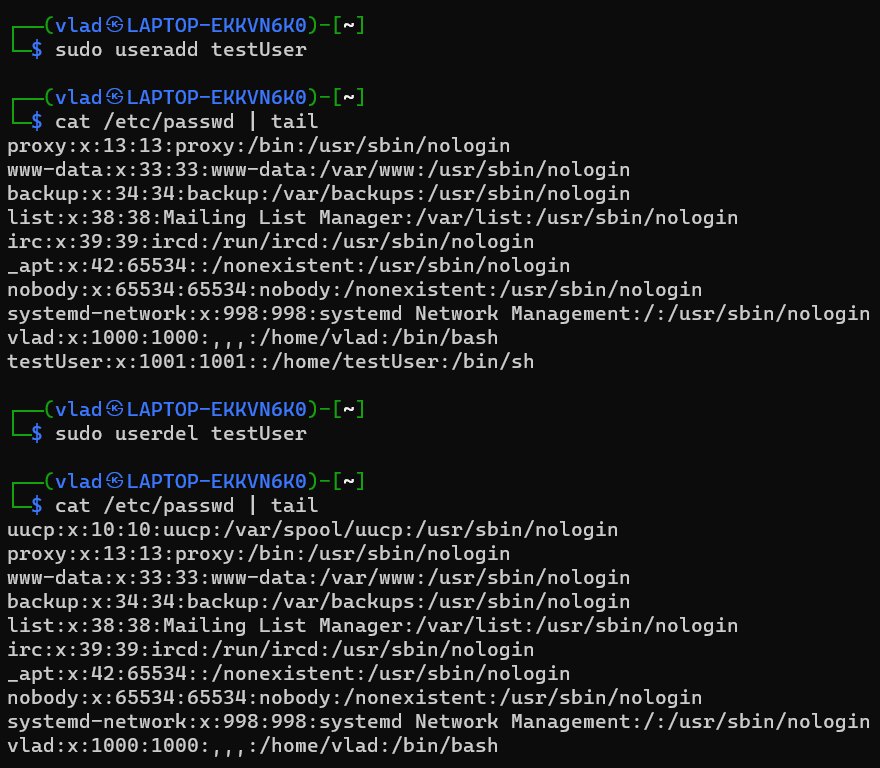 ┌──(vlad㉿LAPTOP-EKKVN6K0)-[~]
└─$ sudo useradd testUser
┌──(vlad㉿LAPTOP-EKKVN6K0)-[~]
└─$ cat /etc/passwd | tail
proxy:x:13:13:proxy:/bin:/usr/sbin/nologin
www-data:x:33:33:www-data:/var/www:/usr/sbin/nologin
backup:x:34:34:backup:/var/backups:/usr/sbin/nologin
list:x:38:38:Mailing List Manager:/var/list:/usr/sbin/nologin
irc:x:39:39:ircd:/run/ircd:/usr/sbin/nologin
_apt:x:42:65534::/nonexistent:/usr/sbin/nologin
nobody:x:65534:65534:nobody:/nonexistent:/usr/sbin/nologin
systemd-network:x:998:998:systemd Network Management:/:/usr/sbin/nologin
vlad:x:1000:1000:,,,:/home/vlad:/bin/bash
testUser:x:1001:1001::/home/testUser:/bin/sh
┌──(vlad㉿LAPTOP-EKKVN6K0)-[~]
└─$ sudo userdel testUser
┌──(vlad㉿LAPTOP-EKKVN6K0)-[~]
└─$ cat /etc/passwd | tail
uucp:x:10:10:uucp:/var/spool/uucp:/usr/sbin/nologin
proxy:x:13:13:proxy:/bin:/usr/sbin/nologin
www-data:x:33:33:www-data:/var/www:/usr/sbin/nologin
backup:x:34:34:backup:/var/backups:/usr/sbin/nologin
list:x:38:38:Mailing List Manager:/var/list:/usr/sbin/nologin
irc:x:39:39:ircd:/run/ircd:/usr/sbin/nologin
_apt:x:42:65534::/nonexistent:/usr/sbin/nologin
nobody:x:65534:65534:nobody:/nonexistent:/usr/sbin/nologin
systemd-network:x:998:998:systemd Network Management:/:/usr/sbin/nologin
vlad:x:1000:1000:,,,:/home/vlad:/bin/bash